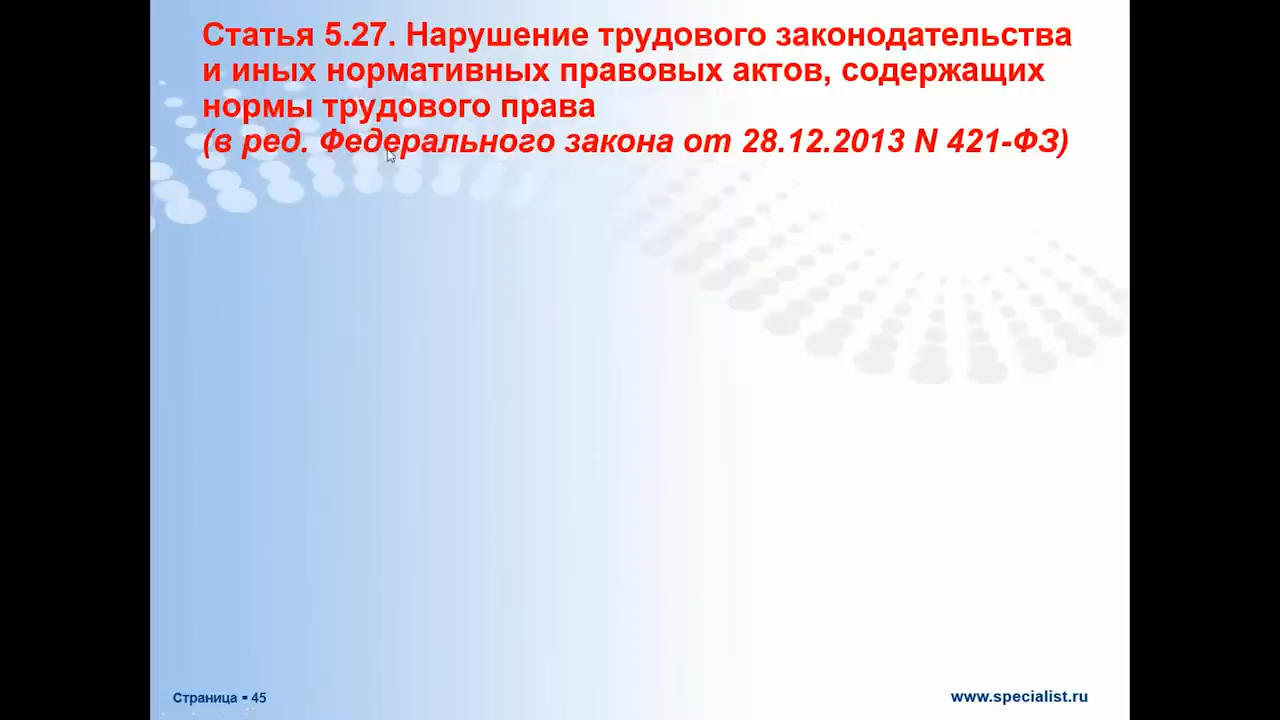 Статья 5.27. Нарушение трудового законодательства
и иных нормативных правовых актов, содержащих
нормы трудового права
(в ред. Федерального закона от 28.12.2013 N 421-ФЗ)
Страница ▪ 45
www.specialist.ru